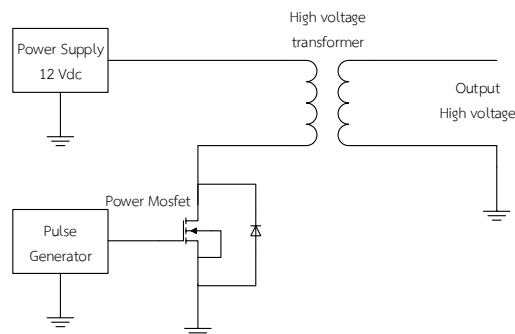 High voltage
transformer
Power Supply
12 Vdc
Output
High voltage
Power Mosfet
Pulse
Generator